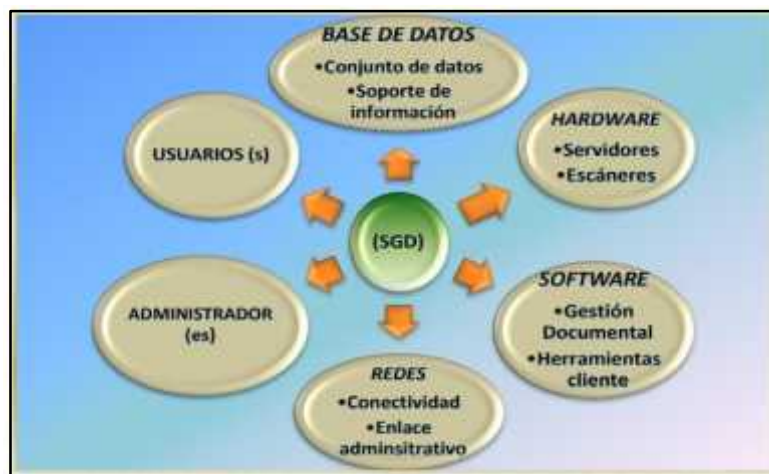 BASE DE DATOS
•Conjunto de datos
•Soporte de
información
HARDWARE
•Servidores
•Escáneres
USUARIOS (s)
(SGD)
SOFTWARE
•Gestión
Documental
•Herramientas
cliente
ADMINISTRADOR
(es)
REDES
•Conectividad
•Enlace
adminsitrativo